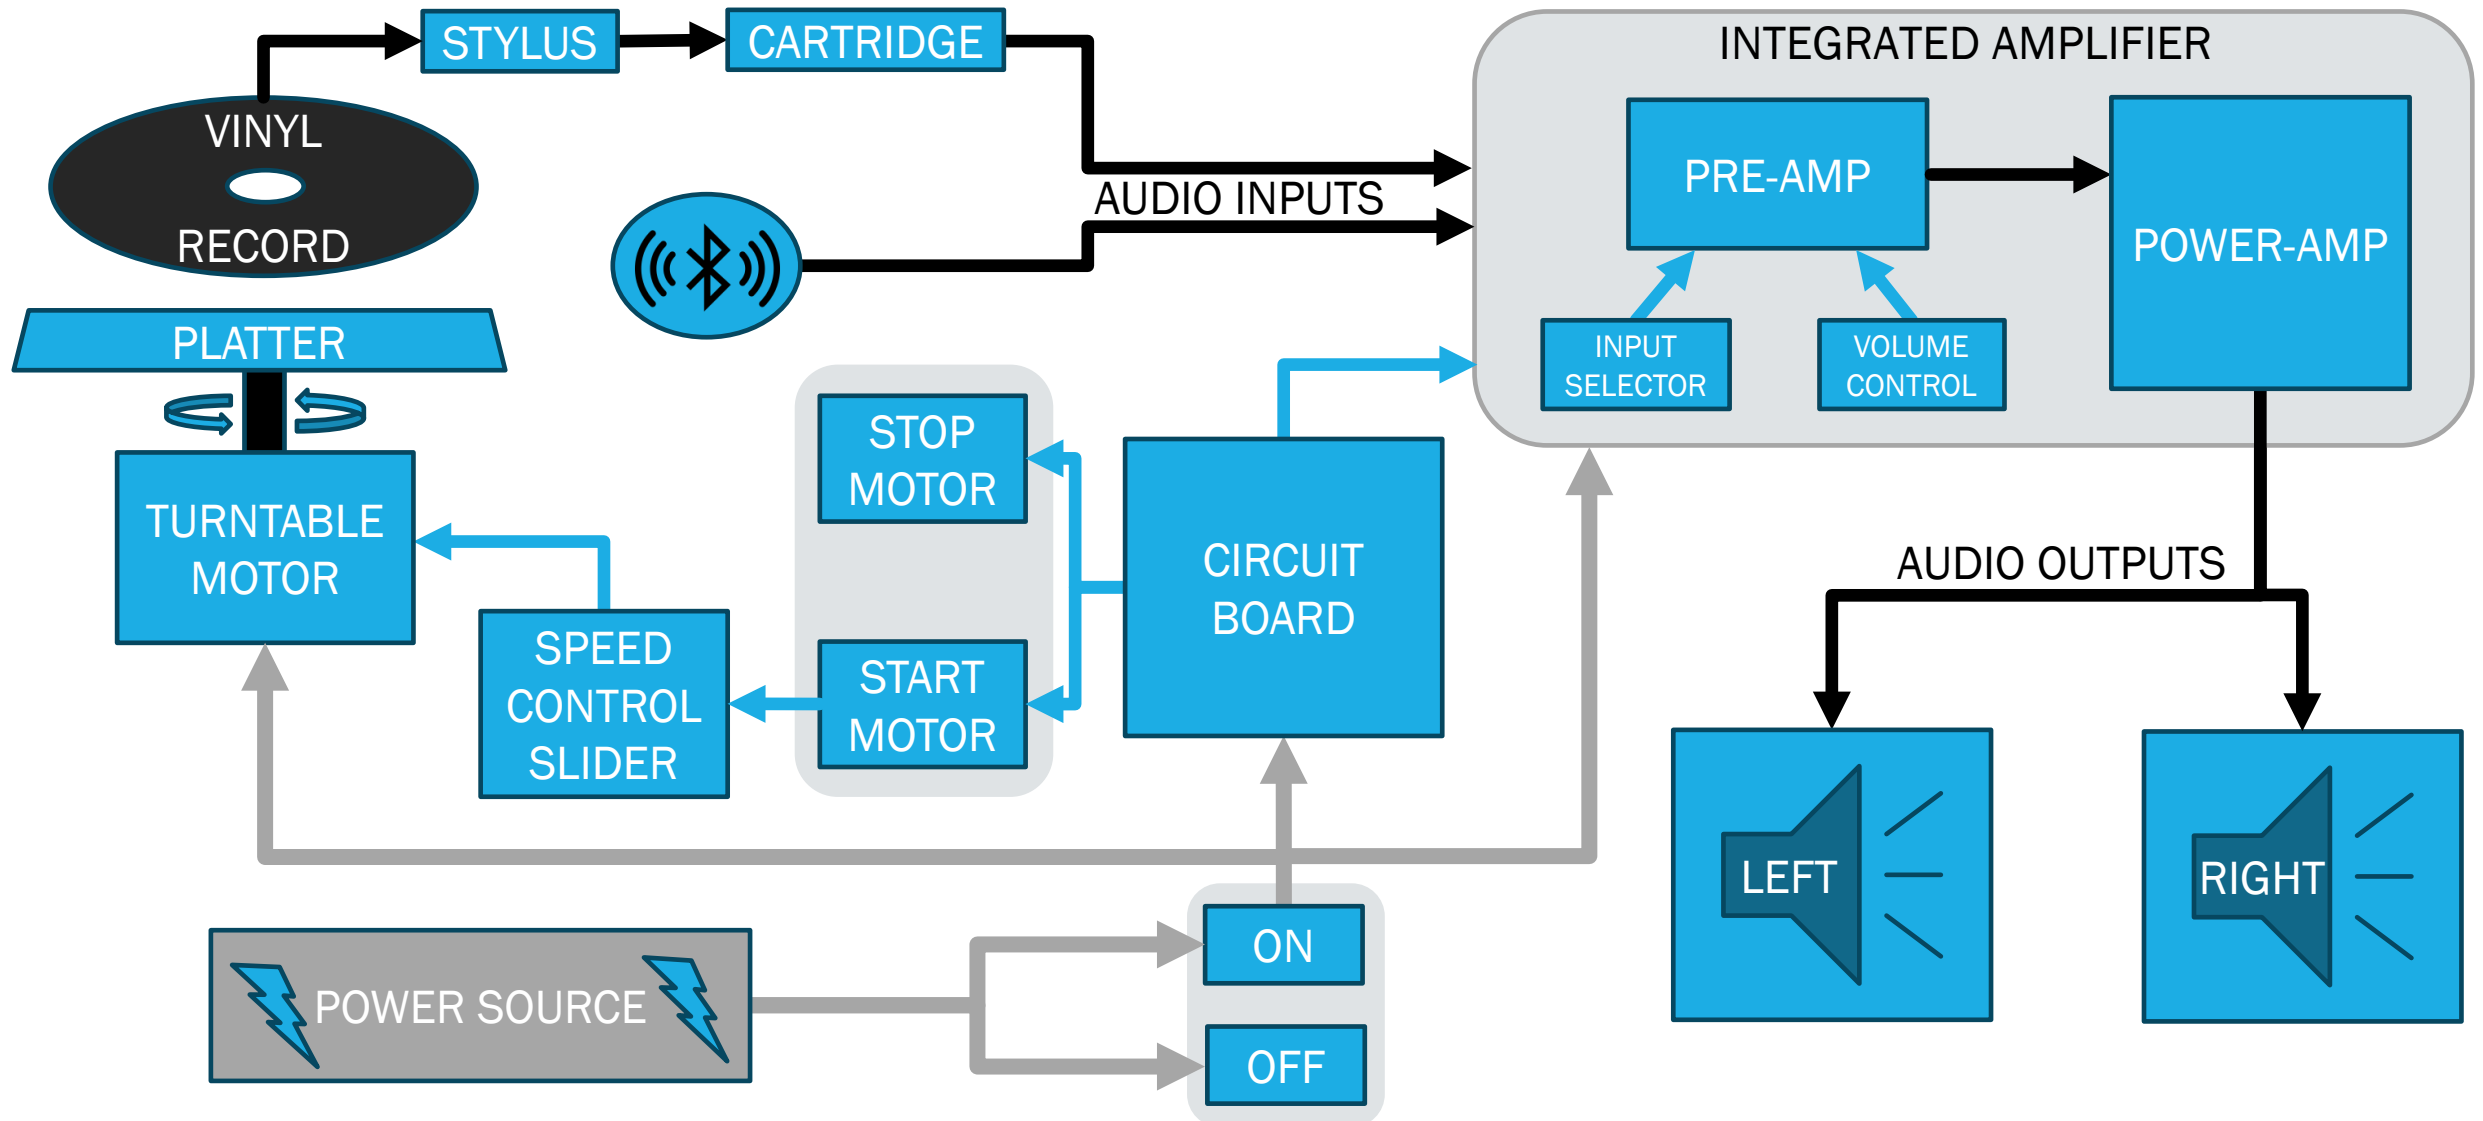 STYLUS
CARTRIDGE
INTEGRATED AMPLIFIER
VINYL
RECORD
PRE-AMP
POWER-AMP
AUDIO INPUTS
PLATTER
INPUT
SELECTOR
VOLUME
CONTROL
STOP
MOTOR
TURNTABLE
MOTOR
CIRCUIT
BOARD
AUDIO OUTPUTS
SPEED
CONTROL
SLIDER
START
MOTOR
LEFT
RIGHT
ON
POWER SOURCE
OFF